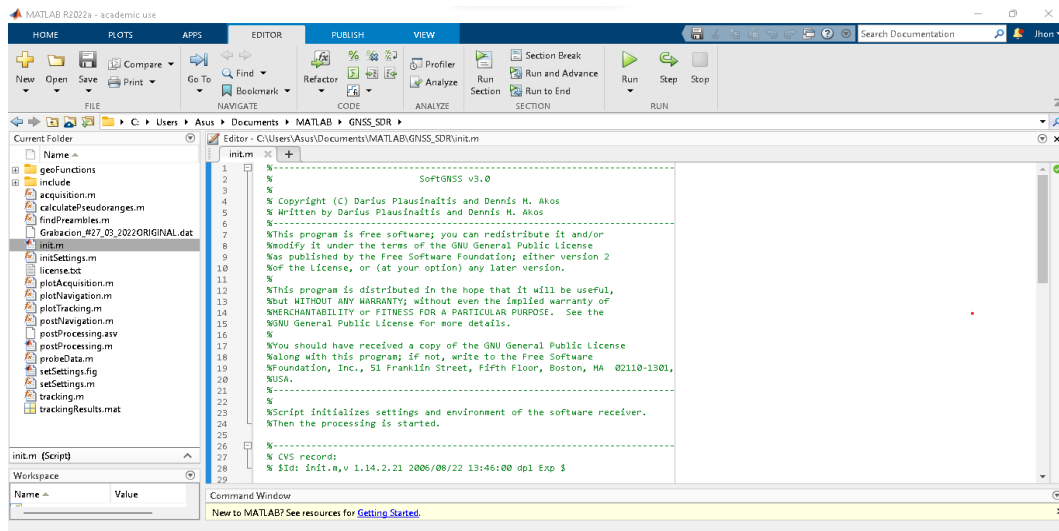 MATLAB R2022a - academic use
HOME PLOTS APPS EDITOR PUBLISH VIEW Search Documentation Jhon
New Open Save Compare Print Go To Find Bookmark Refactor Profiler Analyze Run Section Section Break Run and Advance Run to End Run Step Stop
FILE NAVIGATE CODE ANALYZE SECTION RUN
C: Users Asus Documents MATLAB GNSS_SDR
Current Folder
Name
geoFunctions
include
acquisition.m
calculatePseudoranges.m
findPreambles.m
Grabacion_#27_03_2022ORIGINAL.dat
init.m
initSettings.m
license.txt
plotAcquisition.m
plotNavigation.m
plotTracking.m
postNavigation.m
postProcessing.asv
postProcessing.m
probeData.m
setSettings.fig
setSettings.m
tracking.m
trackingResults.mat
init.m (Script)
Workspace
Name Value
Editor - C:\Users\Asus\Documents\MATLAB\GNSS_SDR\init.m
init.m
1 %--------------------------------------------------------------------------
2 % SoftGNSS v3.0
3 %
4 % Copyright (C) Darius Plausinaitis and Dennis M. Akos
5 % Written by Darius Plausinaitis and Dennis M. Akos
6 %--------------------------------------------------------------------------
7 %This program is free software; you can redistribute it and/or
8 %modify it under the terms of the GNU General Public License
9 %as published by the Free Software Foundation; either version 2
10 %of the License, or (at your option) any later version.
11 %
12 %This program is distributed in the hope that it will be useful,
13 %but WITHOUT ANY WARRANTY; without even the implied warranty of
14 %MERCHANTABILITY or FITNESS FOR A PARTICULAR PURPOSE. See the
15 %GNU General Public License for more details.
16 %
17 %You should have received a copy of the GNU General Public License
18 %along with this program; if not, write to the Free Software
19 %Foundation, Inc., 51 Franklin Street, Fifth Floor, Boston, MA 02110-1301,
20 %USA.
21 %--------------------------------------------------------------------------
22 %
23 %Script initializes settings and environment of the software receiver.
24 %Then the processing is started.
25
26 %--------------------------------------------------------------------------
27 % CVS record:
28 % $Id: init.m,v 1.14.2.21 2006/08/22 13:46:00 dpl Exp $
29
Command Window
New to MATLAB? See resources for Getting Started.